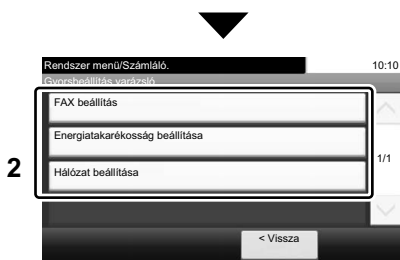 Rendszer menü/Számláló.
10:10
Gyorsbeállítás varázsló
FAX beállítás
Energiatakarékosság beállítása
1/1
2
Hálózat beállítása
< Vissza